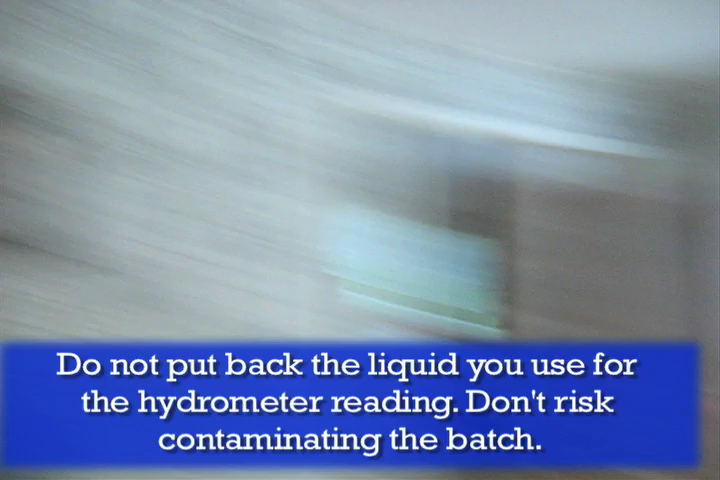 Do not put back the liquid you use for
the hydrometer reading. Don't risk
contaminating the batch.